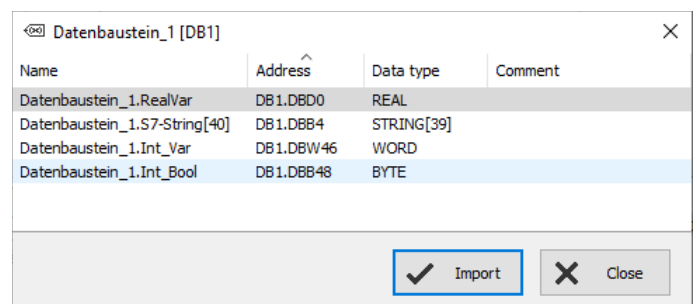 Datenbaustein_1 [DB1]
Name Address Data type Comment
Datenbaustein_1.RealVar DB1.DBD0 REAL
Datenbaustein_1.S7-String[40] DB1.DBB4 STRING[39]
Datenbaustein_1.Int_Var DB1.DBW46 WORD
Datenbaustein_1.Int_Bool DB1.DBB48 BYTE
Import Close